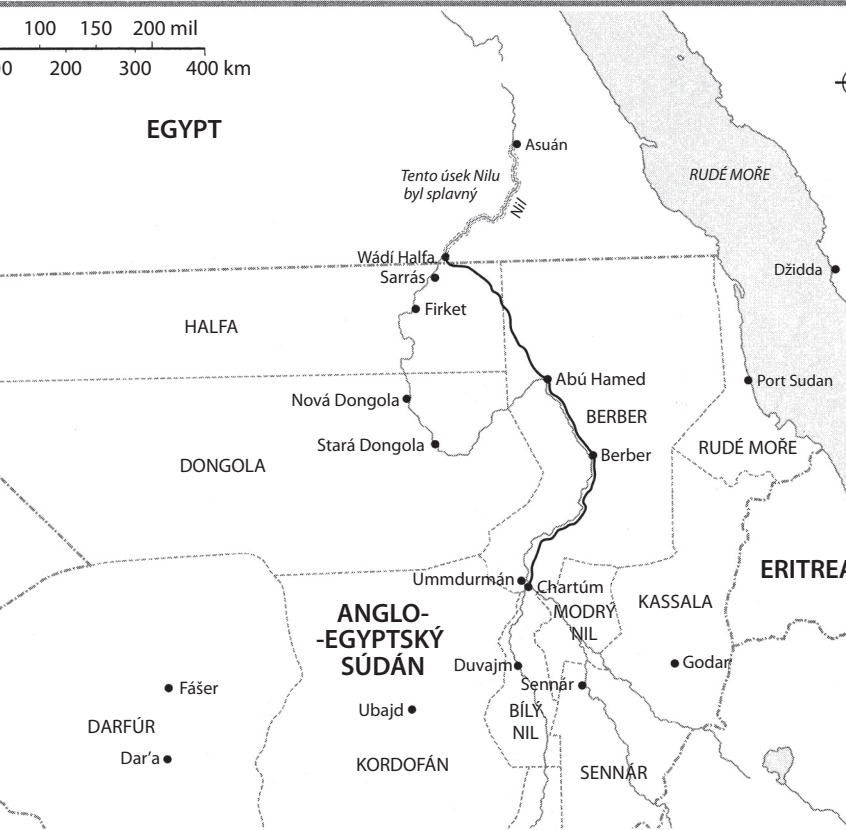 100 150 200 mil
00 200 300 400 km
EGYPT
Asuán
Tento úsek Nilu
byl splavný
Nil
RUDÉ MOŘE
Wádí Halfa
Džidda
Sarrás
Firket
HALFA
Abú Hamed
Port Sudan
Nová Dongola
BERBER
Stará Dongola
RUDÉ MOŘE
Berber
DONGOLA
ERITREA
Ummdurmán
Chartúm
ANGLO-
-EGYPTSKÝ
SÚDÁN
MODRÝ
NIL
KASSALA
Duvajm
Godar
Sennár
Fášer
Ubajd
BÍLÝ
NIL
DARFÚR
Dar'a
KORDOFÁN
SENNÁR